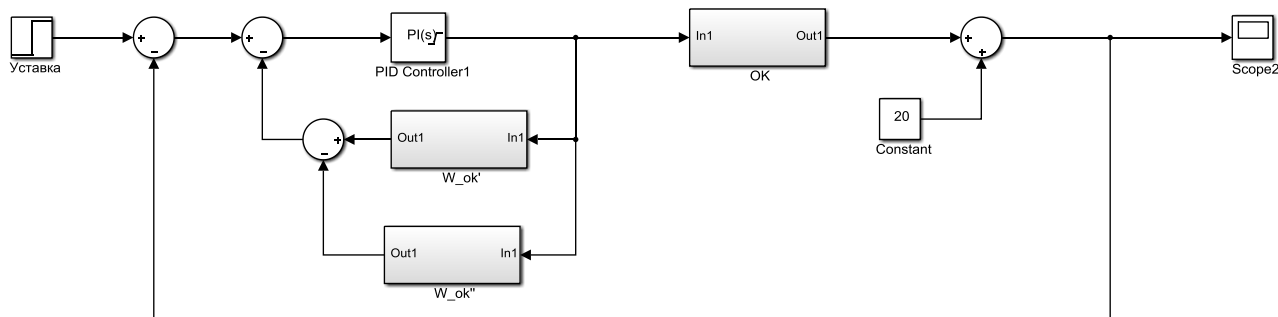 Уставка
+
−
+
−
PI(s)
PID Controller1
In1
Out1
OK
+
+
20
Constant
Scope2
+
−
Out1
In1
W_ok'
Out1
In1
W_ok''